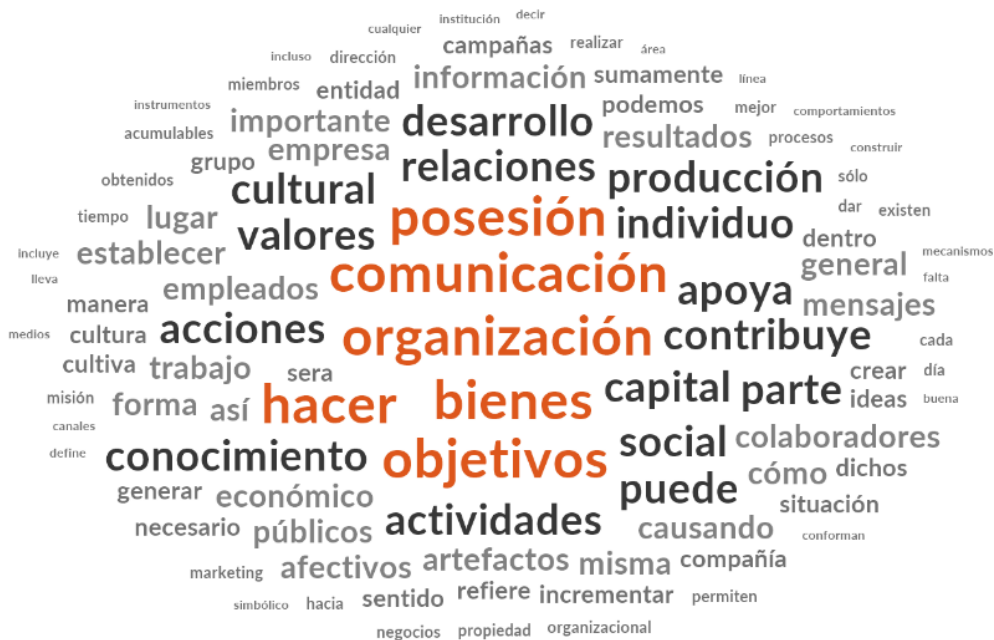 institución decir
cualquier
campañas realizar área
incluso dirección
información sumamente línea
miembros entidad
instrumentos podemos mejor comportamientos
importante desarrollo
acumulables empresa resultados procesos construir
grupo relaciones
obtenidos cultural producción sólo
tiempo lugar posesión individuo dar existen
valores dentro
incluye establecer general mecanismos
lleva empleados comunicación apoya falta
manera mensajes
medios cultura acciones organización contribuye cada
cultiva trabajo sera capital parte crear día
misión forma así hacer bienes ideas buena
canales
define conocimiento objetivos social colaboradores
generar económico puede cómo dichos
situación
necesario públicos actividades causando conforman
marketing afectivos artefactos misma compañía
simbólico hacia sentido refiere incrementar permiten
negocios propiedad organizacional